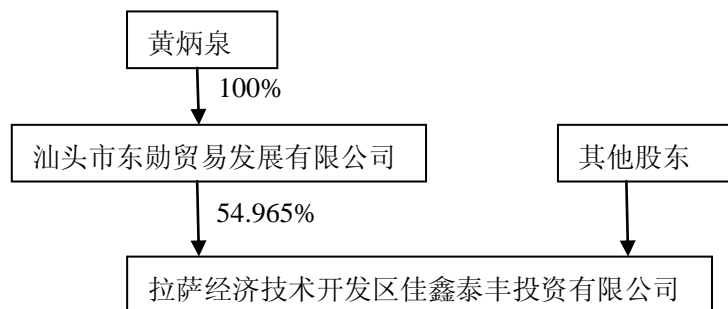 黄炳泉
100%
汕头市东勋贸易发展有限公司
其他股东
54.965%
拉萨经济技术开发区佳鑫泰丰投资有限公司